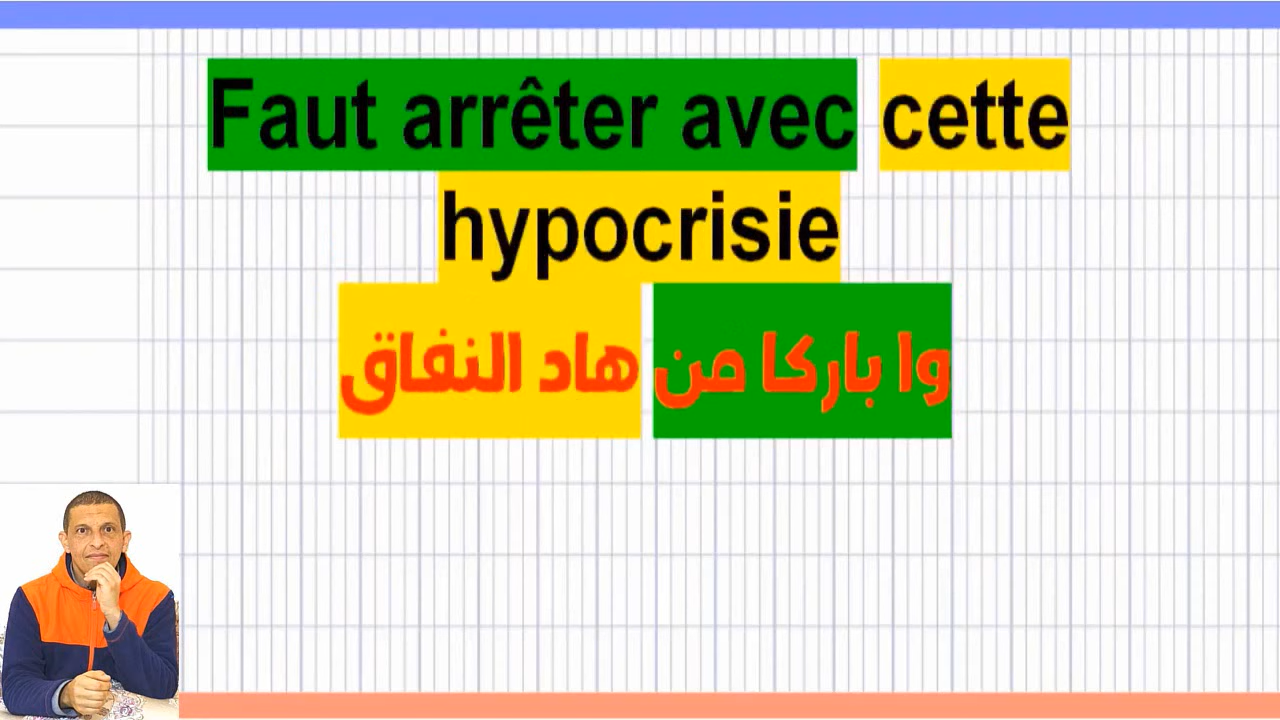 Faut arrêter avec cette
hypocrisie
وا باركا من هاد النفاق